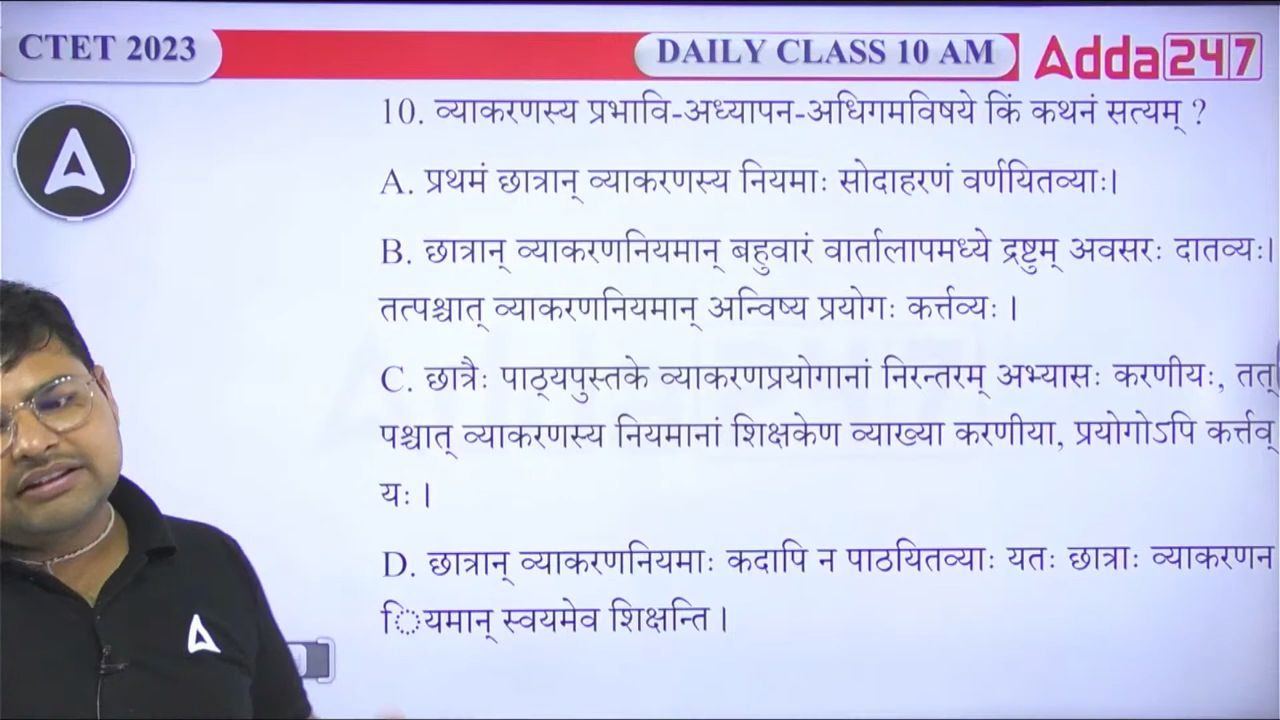 CTET 2023
DAILY CLASS 10 AM
Adda247
10. व्याकरणस्य प्रभावि-अध्यापन-अधिगमविषये किं कथनं सत्यम् ?
A. प्रथमं छात्रान् व्याकरणस्य नियमाः सोदाहरणं वर्णयितव्याः।
B. छात्रान् व्याकरणनियमान् बहुवारं वार्तालापमध्ये द्रष्टुम् अवसरः दातव्यः।
तत्पश्चात् व्याकरणनियमान् अन्विष्य प्रयोगः कर्त्तव्यः ।
C. छात्रैः पाठ्यपुस्तके व्याकरणप्रयोगानां निरन्तरम् अभ्यासः करणीयः, तत्
पश्चात् व्याकरणस्य नियमानां शिक्षकेण व्याख्या करणीया, प्रयोगोऽपि कर्त्तव्
यः ।
D. छात्रान् व्याकरणनियमाः कदापि न पाठयितव्याः यतः छात्राः व्याकरणन
ियमान् स्वयमेव शिक्षन्ति ।